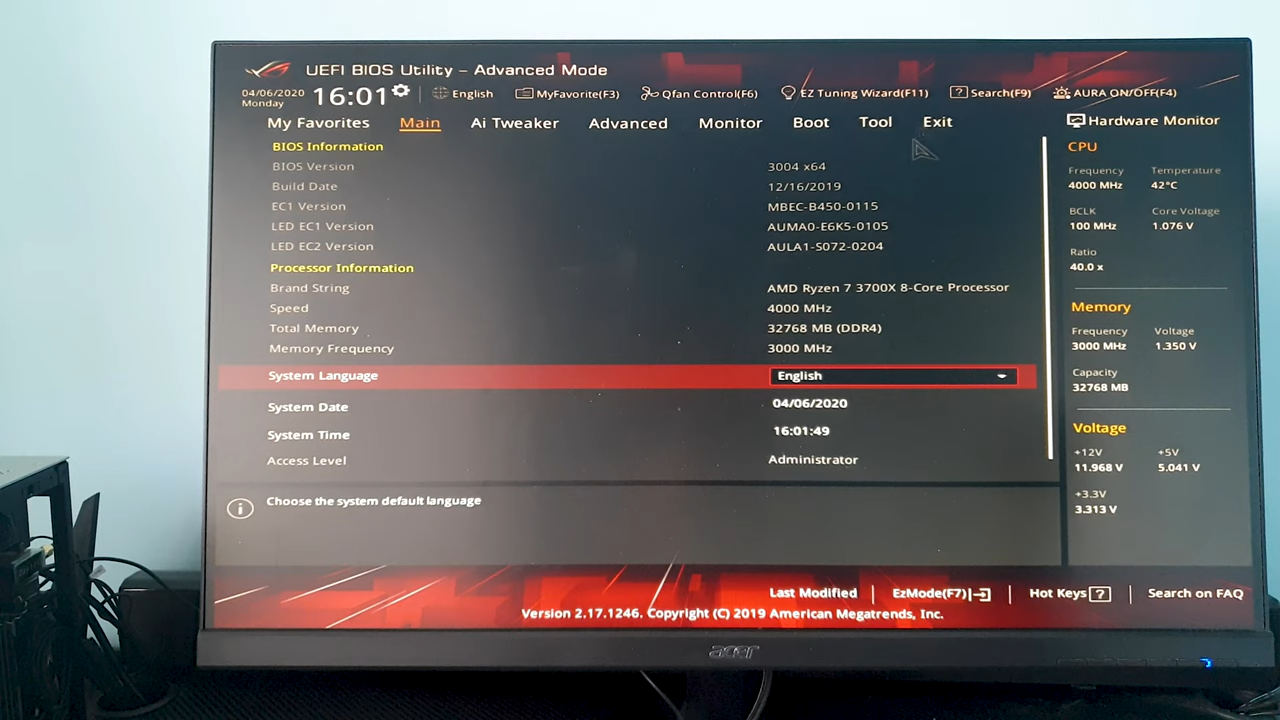 UEFI BIOS Utility – Advanced Mode
04/06/2020
Monday
16:01
English
MyFavorite(F3)
Qfan Control(F6)
EZ Tuning Wizard(F11)
Search(F9)
AURA ON/OFF(F4)
My Favorites
Main
Ai Tweaker
Advanced
Monitor
Boot
Tool
Exit
BIOS Information
BIOS Version 3004 x64
Build Date 12/16/2019
EC1 Version MBEC-B450-0115
LED EC1 Version AUMA0-E6K5-0105
LED EC2 Version AULA1-S072-0204
Processor Information
Brand String AMD Ryzen 7 3700X 8-Core Processor
Speed 4000 MHz
Total Memory 32768 MB (DDR4)
Memory Frequency 3000 MHz
System Language English
System Date 04/06/2020
System Time 16:01:49
Access Level Administrator
Choose the system default language
Hardware Monitor
CPU
Frequency Temperature
4000 MHz 42°C
BCLK Core Voltage
100 MHz 1.076 V
Ratio
40.0 x
Memory
Frequency Voltage
3000 MHz 1.350 V
Capacity
32768 MB
Voltage
+12V +5V
11.968 V 5.041 V
+3.3V
3.313 V
Last Modified
EzMode(F7)
Hot Keys ?
Search on FAQ
Version 2.17.1246. Copyright (C) 2019 American Megatrends, Inc.
acer